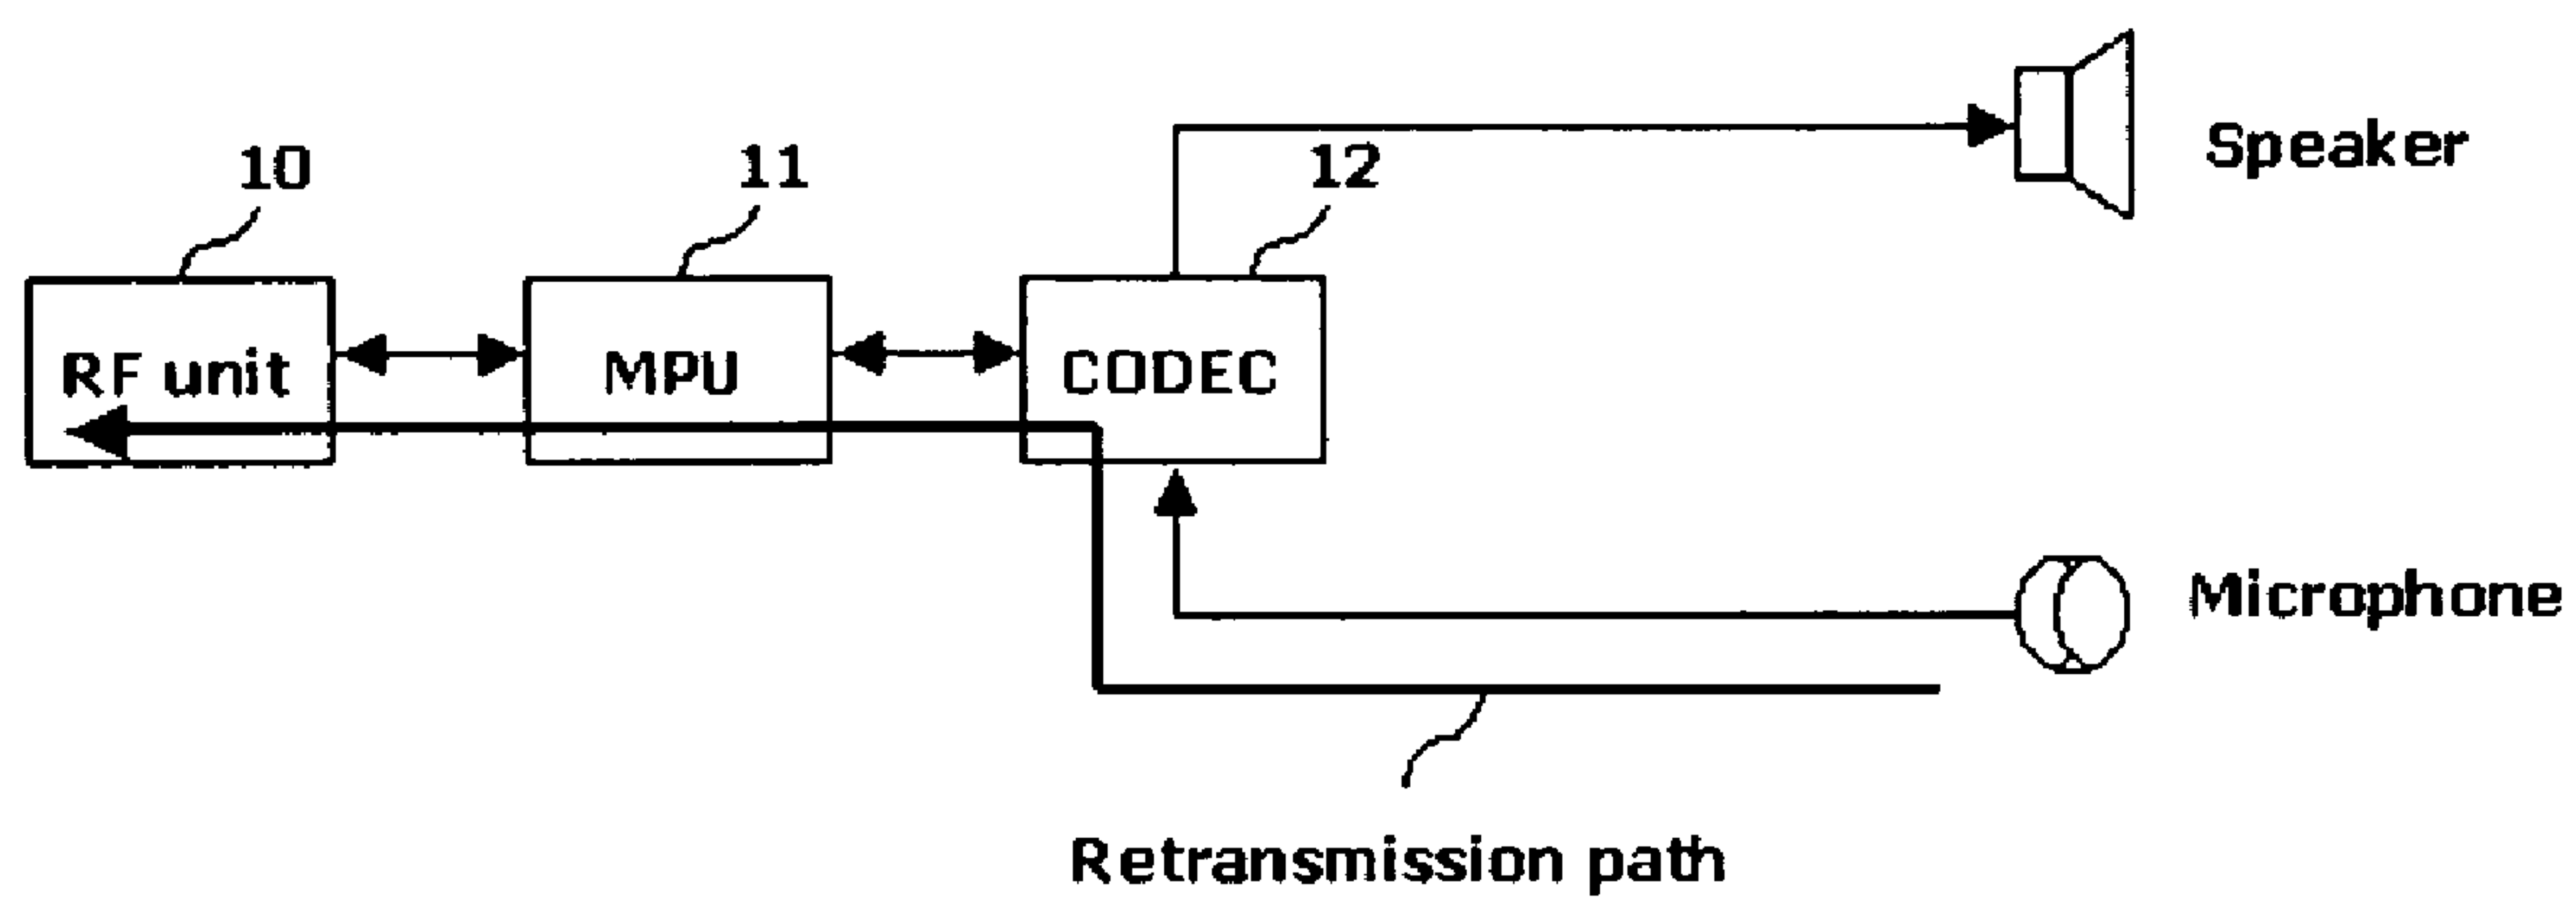 Speaker
10
11
12
RF unit
MPU
CODEC
Microphone
Retransmission path